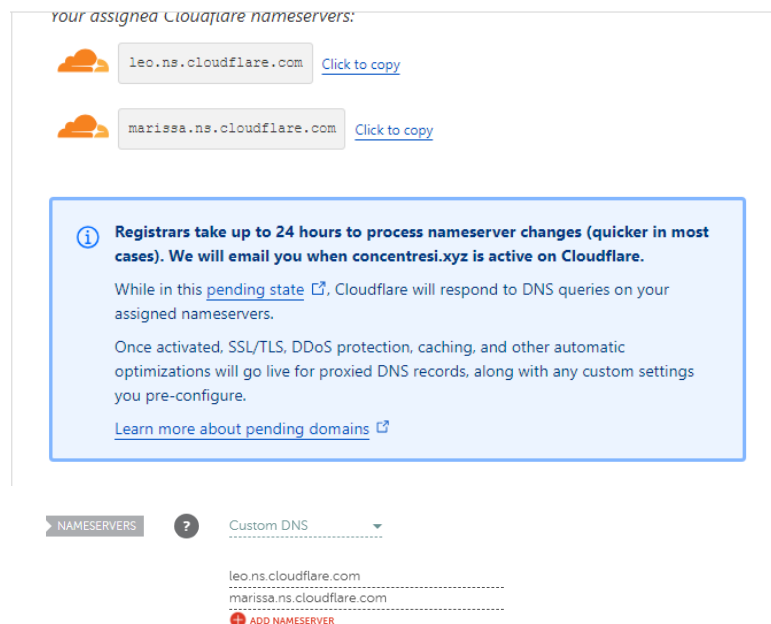 Your assigned Cloudflare nameservers:
leo.ns.cloudflare.com Click to copy
marissa.ns.cloudflare.com Click to copy
Registrars take up to 24 hours to process nameserver changes (quicker in most
cases). We will email you when concentresi.xyz is active on Cloudflare.
While in this pending state, Cloudflare will respond to DNS queries on your
assigned nameservers.
Once activated, SSL/TLS, DDoS protection, caching, and other automatic
optimizations will go live for proxied DNS records, along with any custom settings
you pre-configure.
Learn more about pending domains
NAMESERVERS ? Custom DNS
leo.ns.cloudflare.com
marissa.ns.cloudflare.com
ADD NAMESERVER